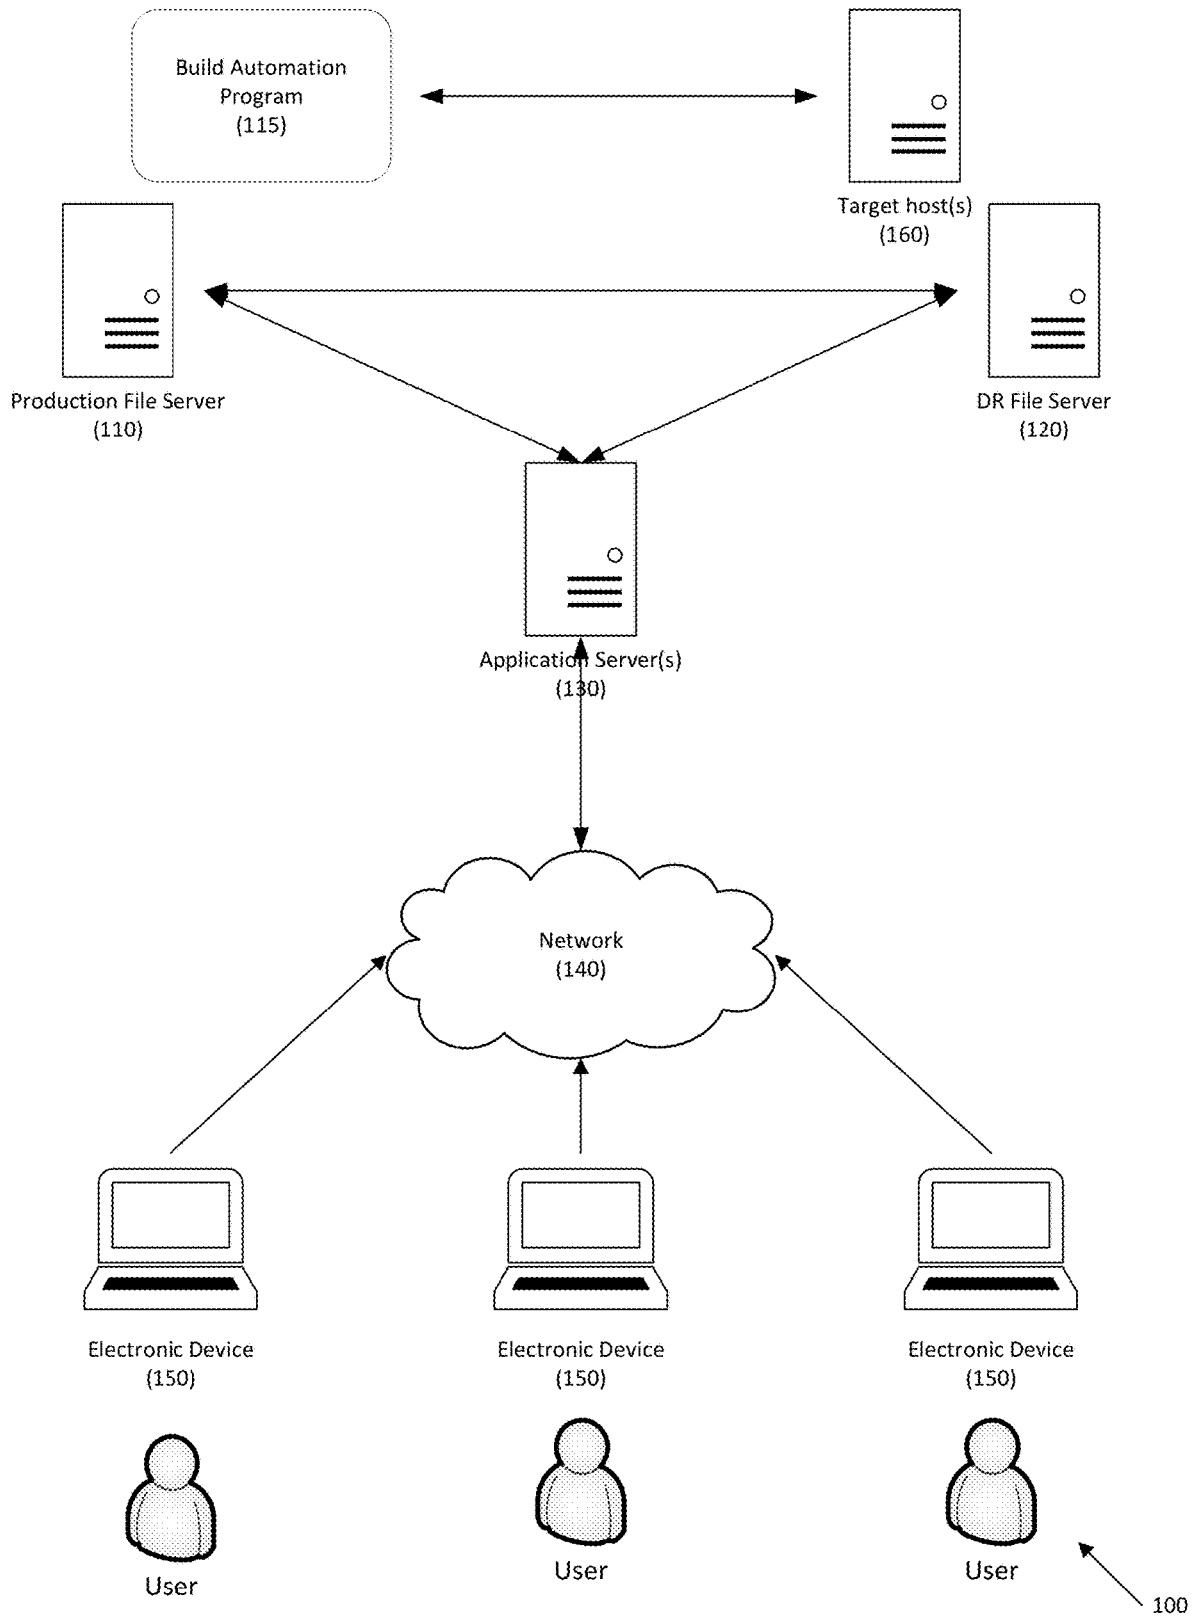 Build Automation
Program
(115)
Target host(s)
(160)
Production File Server
(110)
DR File Server
(120)
Application Server(s)
(130)
Network
(140)
Electronic Device
(150)
Electronic Device
(150)
Electronic Device
(150)
User
User
User
100